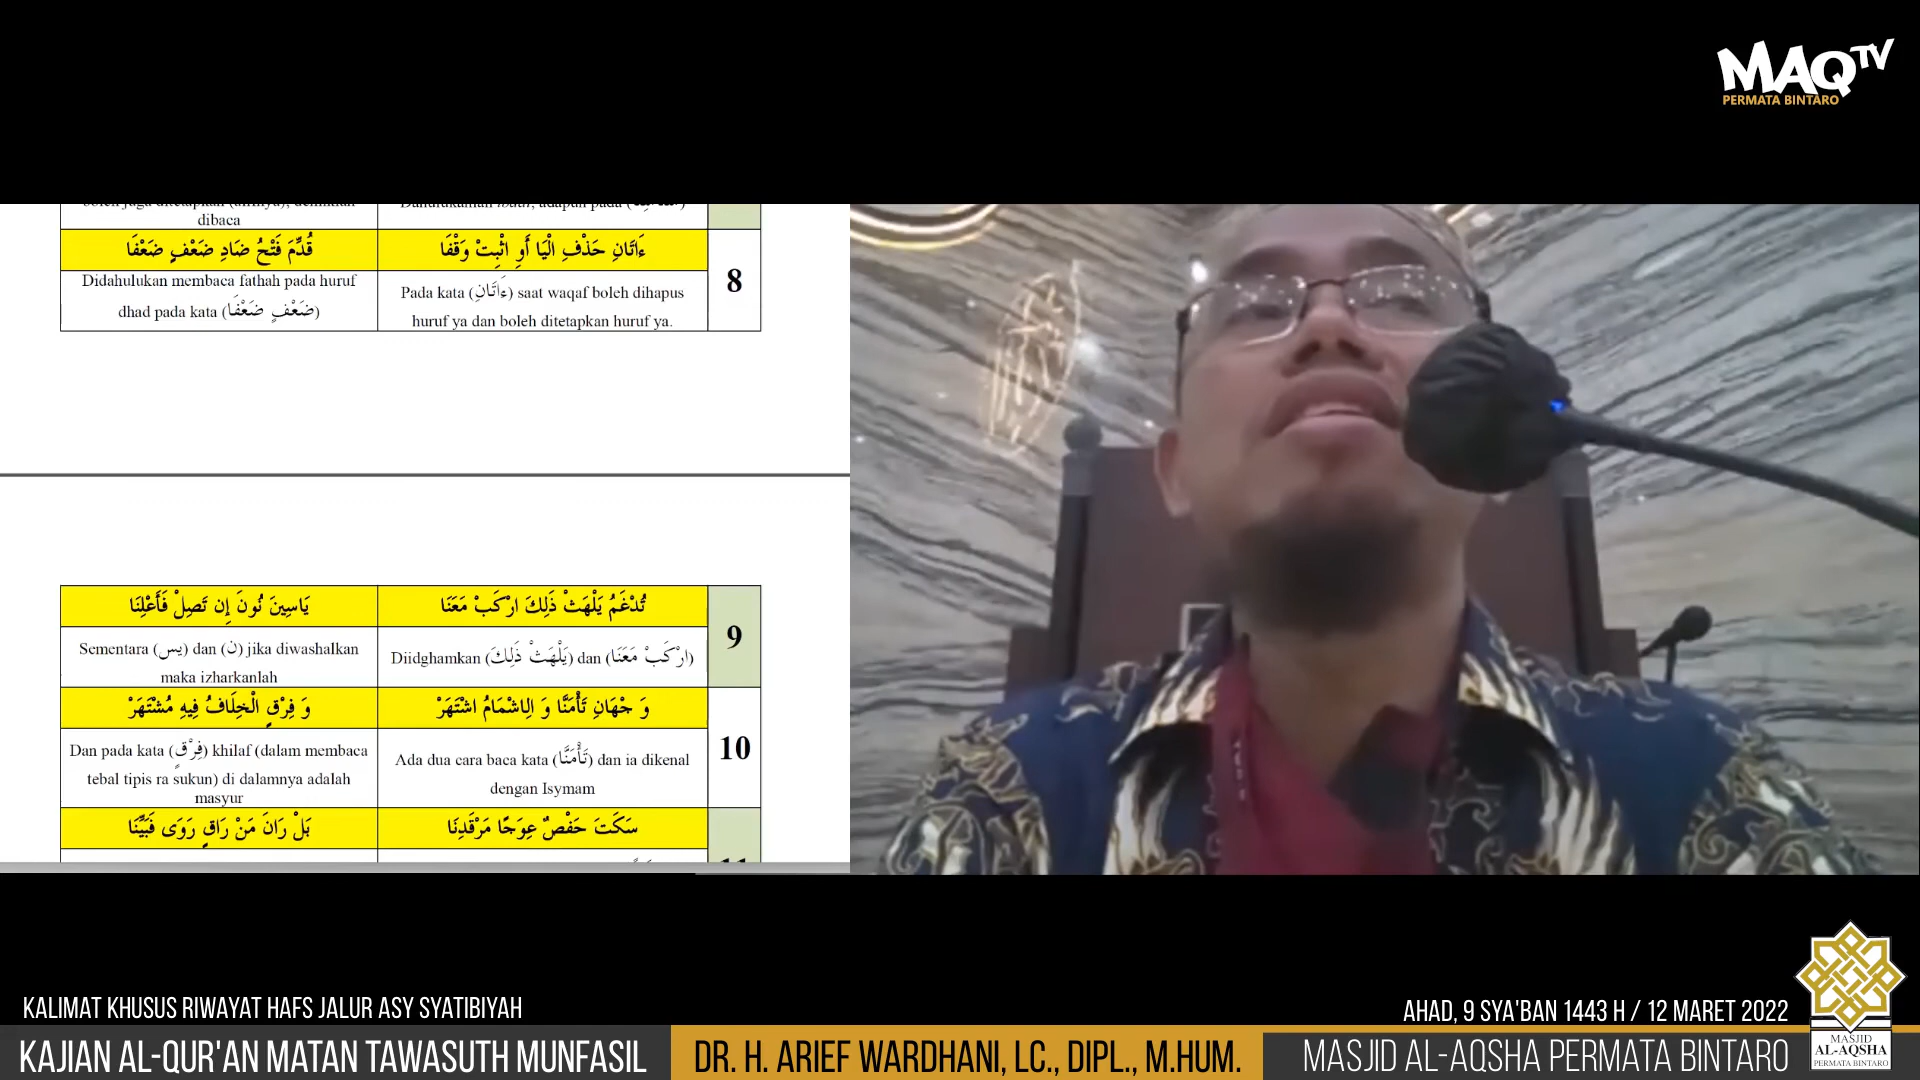 MAQTV
PERMATA BINTARO
dibaca
قُدِّمَ فَتْحُ ضَادِ ضَعْفٍ ضَعْفَا
ءَاتَانِ حَذْفِ الْيَا أَوِ اثْبِتْ وَقْفَا
8
Didahulukan membaca fathah pada huruf
dhad pada kata (ضَعْفٍ ضَعْفَا)
Pada kata (ءَاتَانِ) saat waqaf boleh dihapus
huruf ya dan boleh ditetapkan huruf ya.
يَاسِينَ نُونَ إِن تَصِلْ فَأَعْلِنَا
تُدْغَمُ يَلْهَثْ ذَلِكَ ارْكَبْ مَعَنَا
9
Sementara (يس) dan (ن) jika diwashalkan
maka izharkanlah
Diidghamkan (يَلْهَثْ ذَلِكَ) dan (ارْكَبْ مَعَنَا)
وَ فِرْقٍ الْخِلَافُ فِيهِ مُشْتَهَرْ
وَ جْهَانِ تَأْمَنَّا وَ الِاشْمَامُ اشْتَهَرْ
10
Dan pada kata (فِرْقٍ) khilaf (dalam membaca
tebal tipis ra sukun) di dalamnya adalah
masyur
Ada dua cara baca kata (تَأْمَنَّا) dan ia dikenal
dengan Isymam
بَلْ رَانَ مَنْ رَاقٍ رَوَى فَبَيِّنَا
سَكَتَ حَفْصٌ عِوَجًا مَرْقَدِنَا
KALIMAT KHUSUS RIWAYAT HAFS JALUR ASY SYATIBIYAH
AHAD, 9 SYA'BAN 1443 H / 12 MARET 2022
KAJIAN AL-QUR'AN MATAN TAWASUTH MUNFASIL
DR. H. ARIEF WARDHANI, LC., DIPL., M.HUM.
MASJID AL-AQSHA PERMATA BINTARO
MASJID
AL-AQSHA
PERMATA BINTARO